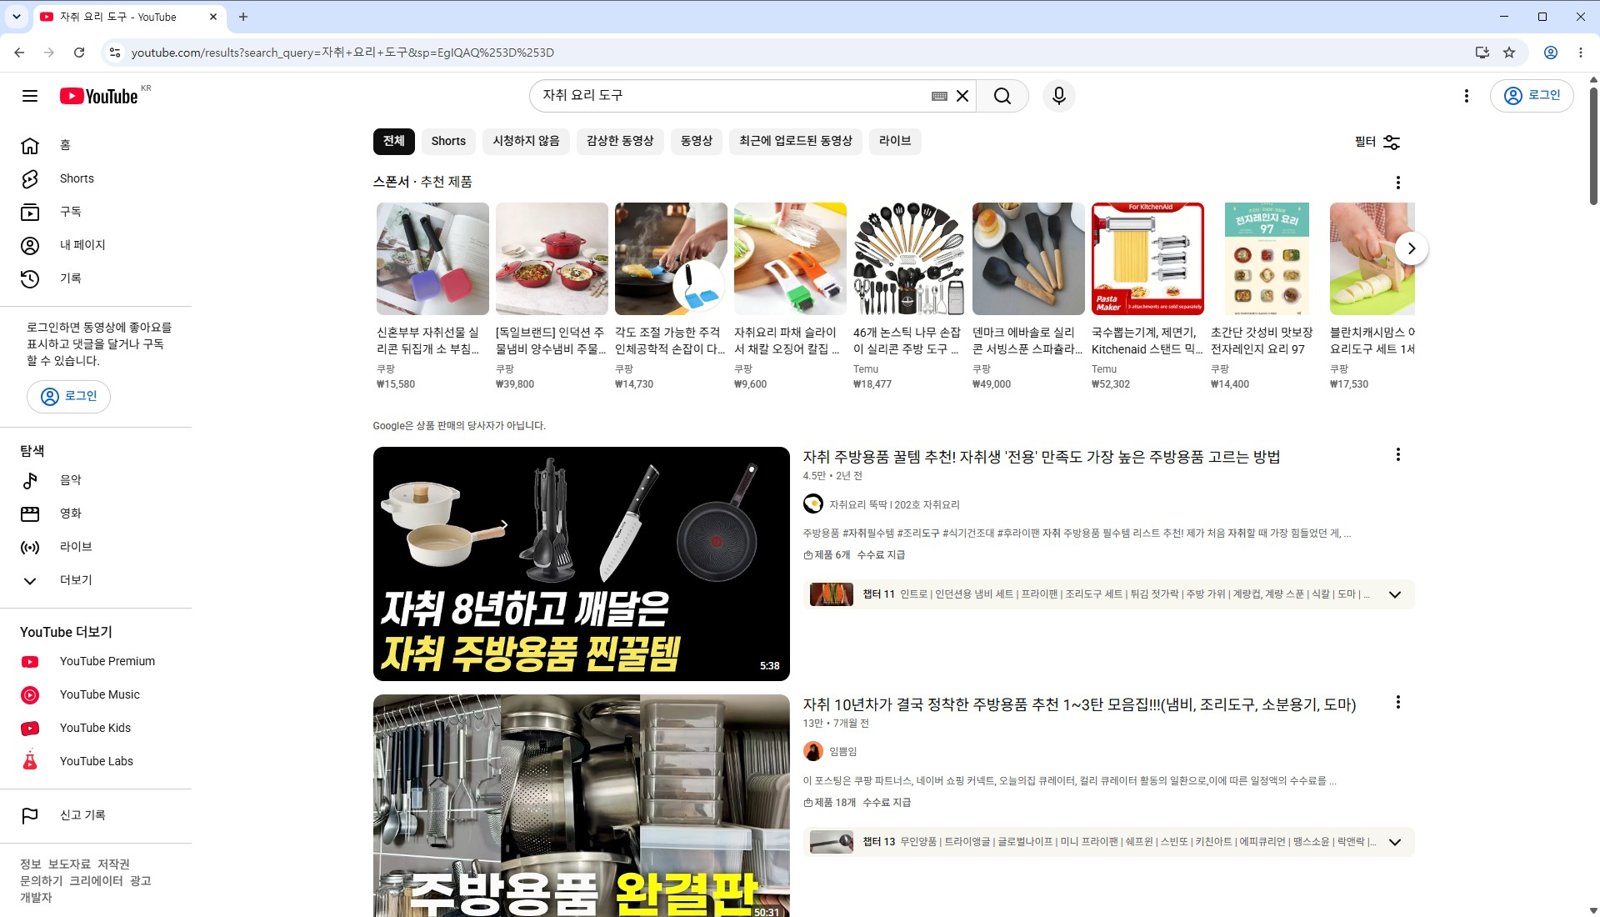 자취 요리 도구 - YouTube
youtube.com/results?search_query=자취+요리+도구&sp=EgIQAQ%253D%253D
YouTube KR
자취 요리 도구
로그인
홈
Shorts
구독
내 페이지
기록
로그인하면 동영상에 좋아요를
표시하고 댓글을 달거나 구독
할 수 있습니다.
로그인
탐색
음악
영화
라이브
더보기
YouTube 더보기
YouTube Premium
YouTube Music
YouTube Kids
YouTube Labs
신고 기록
정보 보도자료 저작권
문의하기 크리에이터 광고
개발자
전체 Shorts 시청하지 않음 감상한 동영상 동영상 최근에 업로드된 동영상 라이브
필터
스폰서 · 추천 제품
신혼부부 자취선물 실
리콘 뒤집개 소 부침...
쿠팡
₩15,580
[독일브랜드] 인덕션 주
물냄비 양수냄비 주물...
쿠팡
₩39,800
각도 조절 가능한 주걱
인체공학적 손잡이 다...
쿠팡
₩14,730
자취요리 파채 슬라이
서 채칼 오징어 칼집 ...
쿠팡
₩9,600
46개 논스틱 나무 손잡
이 실리콘 주방 도구 ...
Temu
₩18,477
덴마크 에바솔로 실리
콘 서빙스푼 스파츌라...
쿠팡
₩49,000
For KitchenAid
Pasta
Maker
3 attachments are sold separately
국수뽑는기계, 제면기,
Kitchenaid 스탠드 믹...
Temu
₩52,302
전자레인지 요리
97
초간단 갓성비 맛보장
전자레인지 요리 97
쿠팡
₩14,400
블란치캐시맘스 어
요리도구 세트 1세
쿠팡
₩17,530
Google은 상품 판매의 당사자가 아닙니다.
자취 8년하고 깨달은
자취 주방용품 찐꿀템
5:38
자취 주방용품 꿀템 추천! 자취생 '전용' 만족도 가장 높은 주방용품 고르는 방법
4.5만 • 2년 전
자취요리 뚝딱 l 202호 자취요리
주방용품 #자취필수템 #조리도구 #식기건조대 #후라이팬 자취 주방용품 필수템 리스트 추천! 제가 처음 자취할 때 가장 힘들었던 게, ...
제품 6개 수수료 지급
챕터 11 인트로 | 인던션용 냄비 세트 | 프라이팬 | 조리도구 세트 | 튀김 젓가락 | 주방 가위 | 계량컵, 계량 스푼 | 식칼 | 도마 | ...
주방용품 완결판
50:31
자취 10년차가 결국 정착한 주방용품 추천 1~3탄 모음집!!!(냄비, 조리도구, 소분용기, 도마)
13만 • 7개월 전
임쁨임
이 포스팅은 쿠팡 파트너스, 네이버 쇼핑 커넥트, 오늘의집 큐레이터, 컬리 큐레이터 활동의 일환으로,이에 따른 일정액의 수수료를 ...
제품 18개 수수료 지급
챕터 13 무인양품 | 트라이앵글 | 글로벌나이프 | 미니 프라이팬 | 쉐프윈 | 스빈또 | 키친아트 | 에피큐리언 | 땡스소윤 | 락앤락 |...